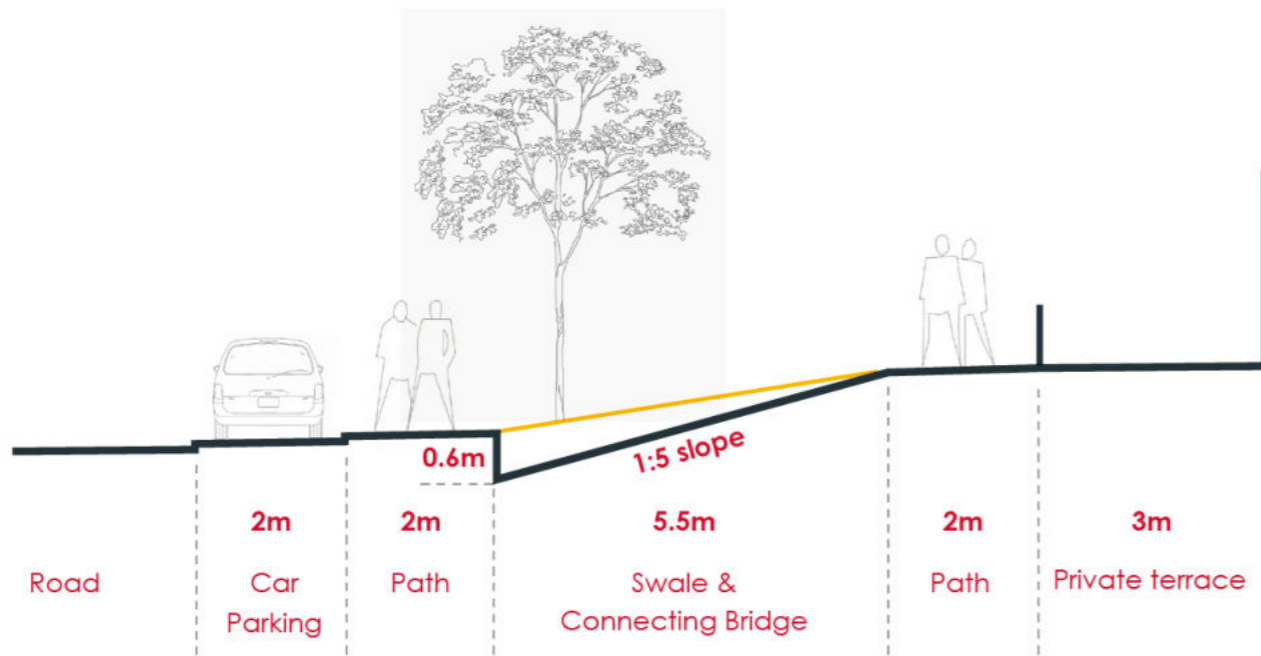 0.6m
1:5 slope
2m
2m
5.5m
2m
3m
Road
Car
Parking
Path
Swale &
Connecting Bridge
Path
Private terrace